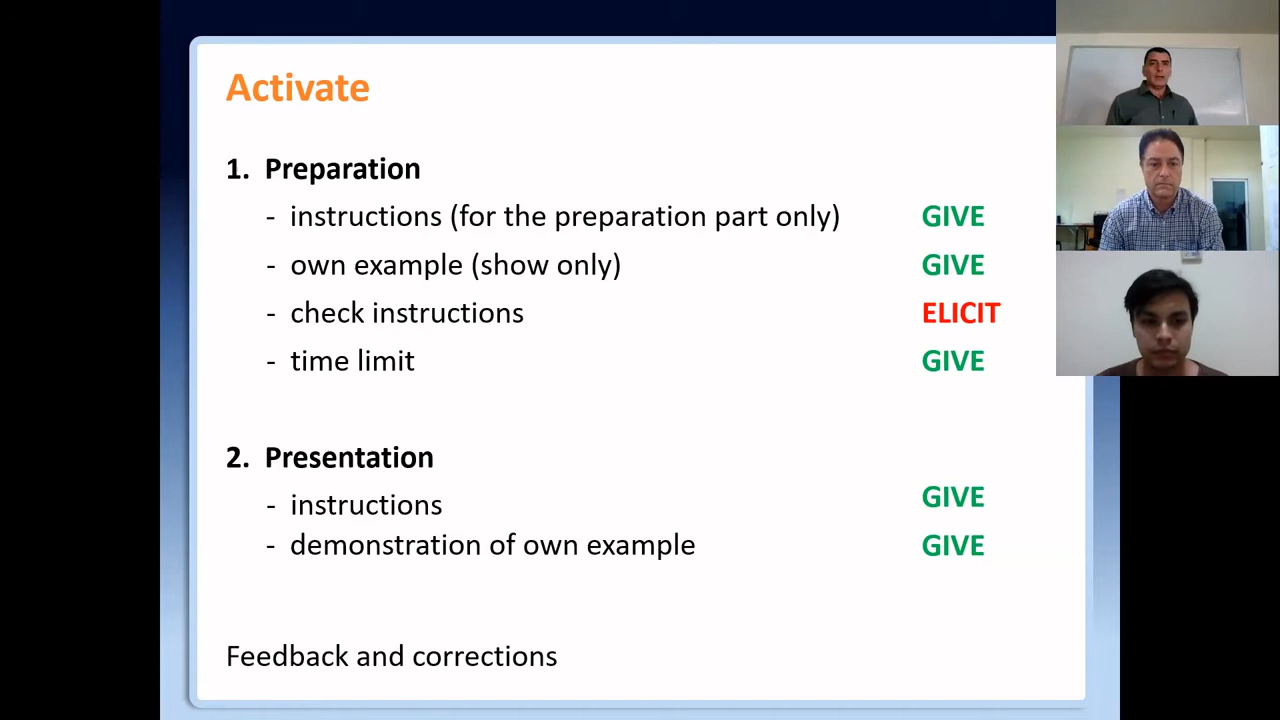 Activate
1. Preparation
- instructions (for the preparation part only) GIVE
- own example (show only) GIVE
- check instructions ELICIT
- time limit GIVE
2. Presentation
- instructions GIVE
- demonstration of own example GIVE
Feedback and corrections